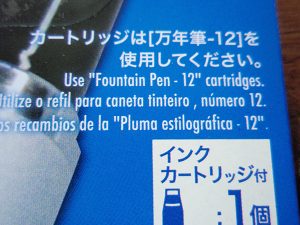 カートリッジは[万年筆-12]を
使用してください。
Use "Fountain Pen - 12" cartridges.
tilize o refil para caneta tinteiro , número 12.
os recambios de la "Pluma estilográfica - 12".
インク
カートリッジ付
:1個